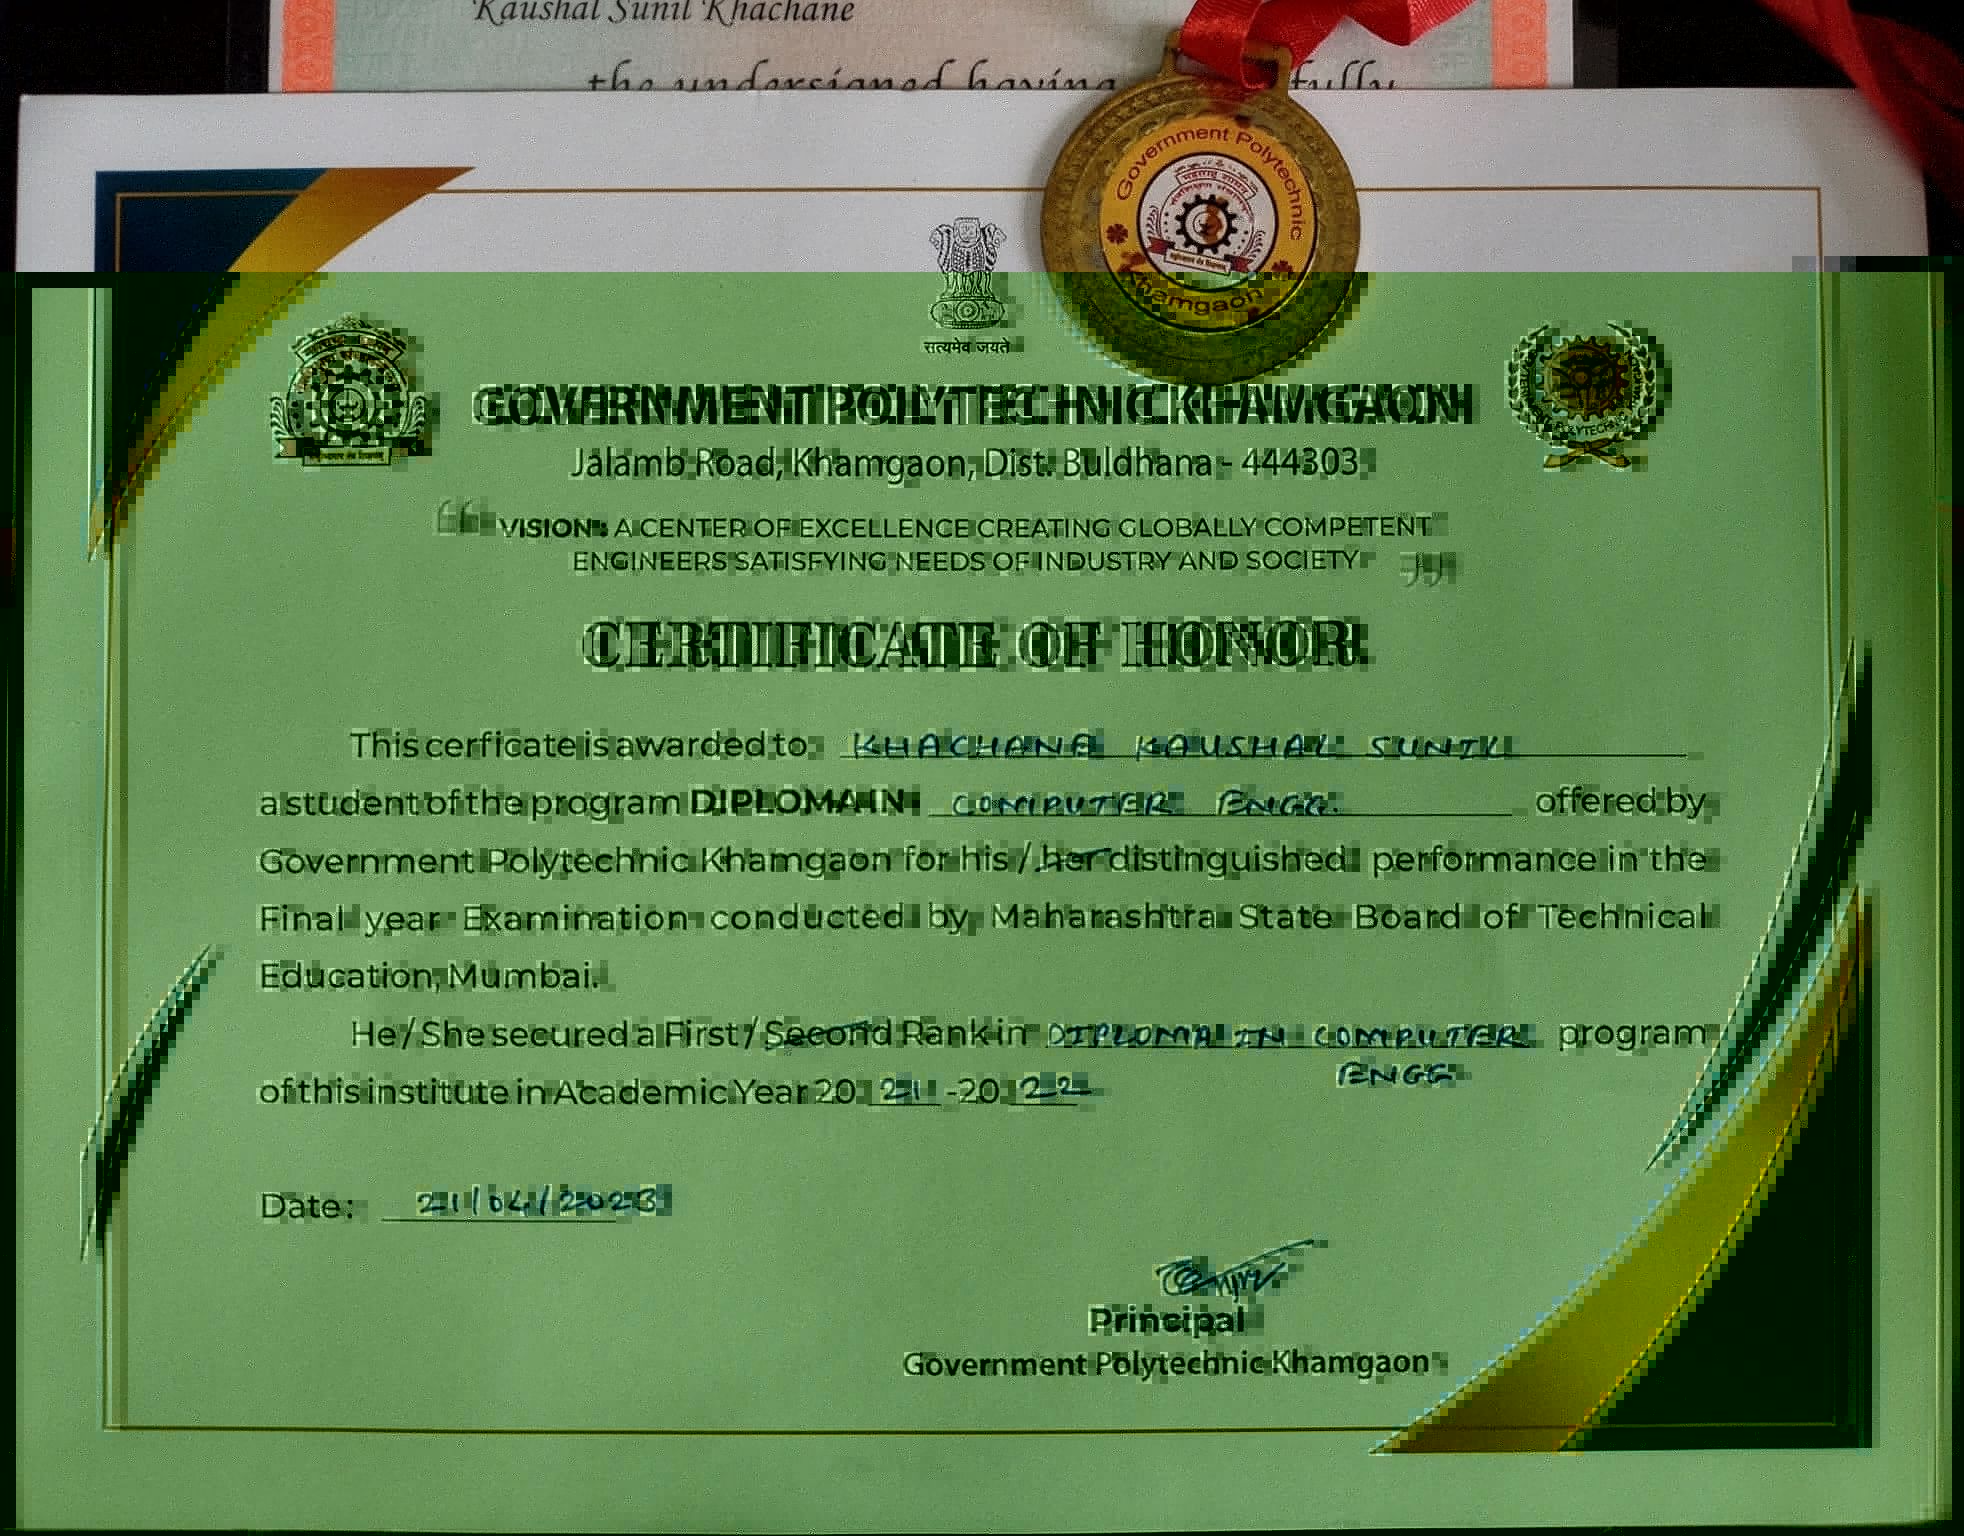 Kaushal Sunil Khachane
the undersigned having
Government Polytechnic
Khamgaon
सत्यमेव जयते
GOVERNMENT POLYTECHNIC KHAMGAON
Jalamb Road, Khamgaon, Dist. Buldhana - 444303
“ VISION : A CENTER OF EXCELLENCE CREATING GLOBALLY COMPETENT
ENGINEERS SATISFYING NEEDS OF INDUSTRY AND SOCIETY ”
CERTIFICATE OF HONOR
This cerficate is awarded to KHACHANE KAUSHAL SUNIL
a student of the program DIPLOMA IN COMPUTER ENGG. offered by
Government Polytechnic Khamgaon for his / her distinguished performance in the
Final year Examination conducted by Maharashtra State Board of Technical
Education, Mumbai.
He / She secured a First / Second Rank in DIPLOMA IN COMPUTER program
ENGG
of this institute in Academic Year 20 21 -20 22
Date: 21/04/2023
Principal
Government Polytechnic Khamgaon